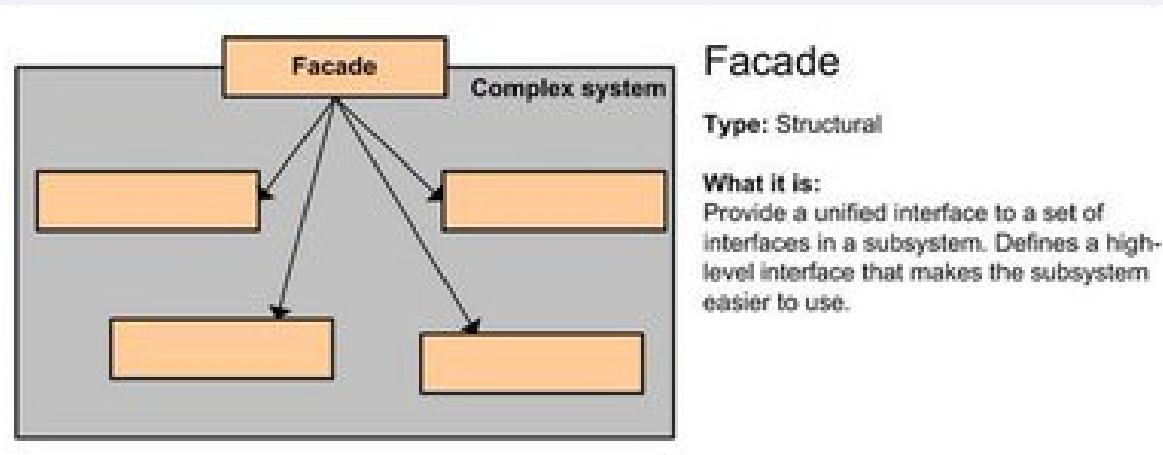 Facade
Complex system
Facade
Type: Structural
What it is:
Provide a unified interface to a set of
interfaces in a subsystem. Defines a high-
level interface that makes the subsystem
easier to use.